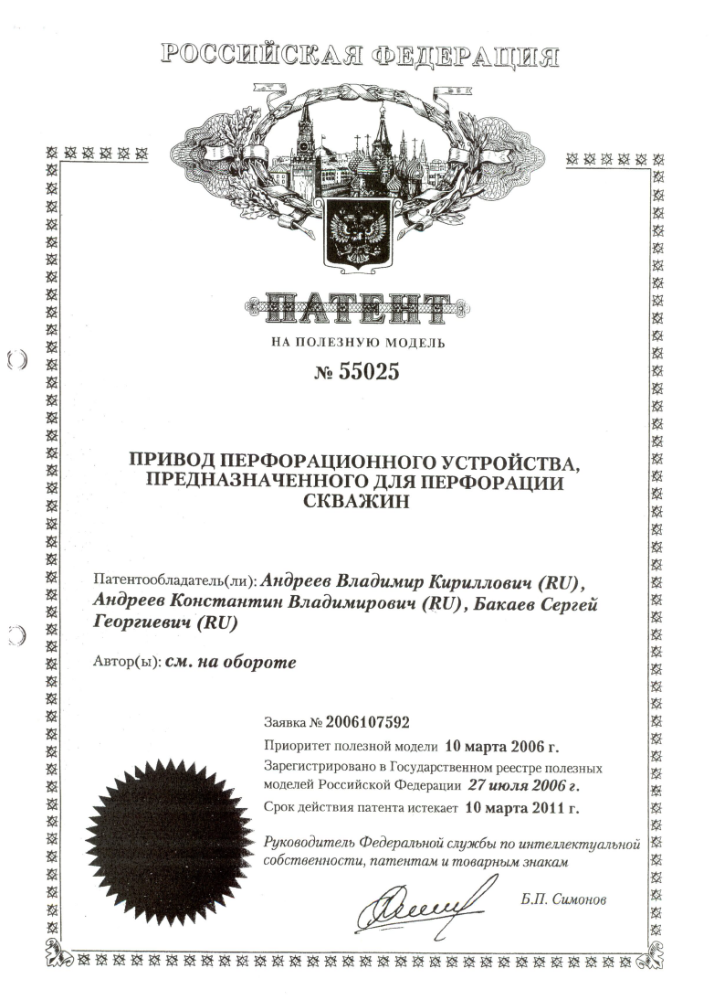 РОССИЙСКАЯ ФЕДЕРАЦИЯ
ПАТЕНТ
НА ПОЛЕЗНУЮ МОДЕЛЬ
№ 55025
ПРИВОД ПЕРФОРАЦИОННОГО УСТРОЙСТВА,
ПРЕДНАЗНАЧЕННОГО ДЛЯ ПЕРФОРАЦИИ
СКВАЖИН
Патентообладатель(ли): Андреев Владимир Кириллович (RU),
Андреев Константин Владимирович (RU), Бакаев Сергей
Георгиевич (RU)
Автор(ы): см. на обороте
Заявка № 2006107592
Приоритет полезной модели 10 марта 2006 г.
Зарегистрировано в Государственном реестре полезных
моделей Российской Федерации 27 июля 2006 г.
Срок действия патента истекает 10 марта 2011 г.
Руководитель Федеральной службы по интеллектуальной
собственности, патентам и товарным знакам
Б.П. Симонов